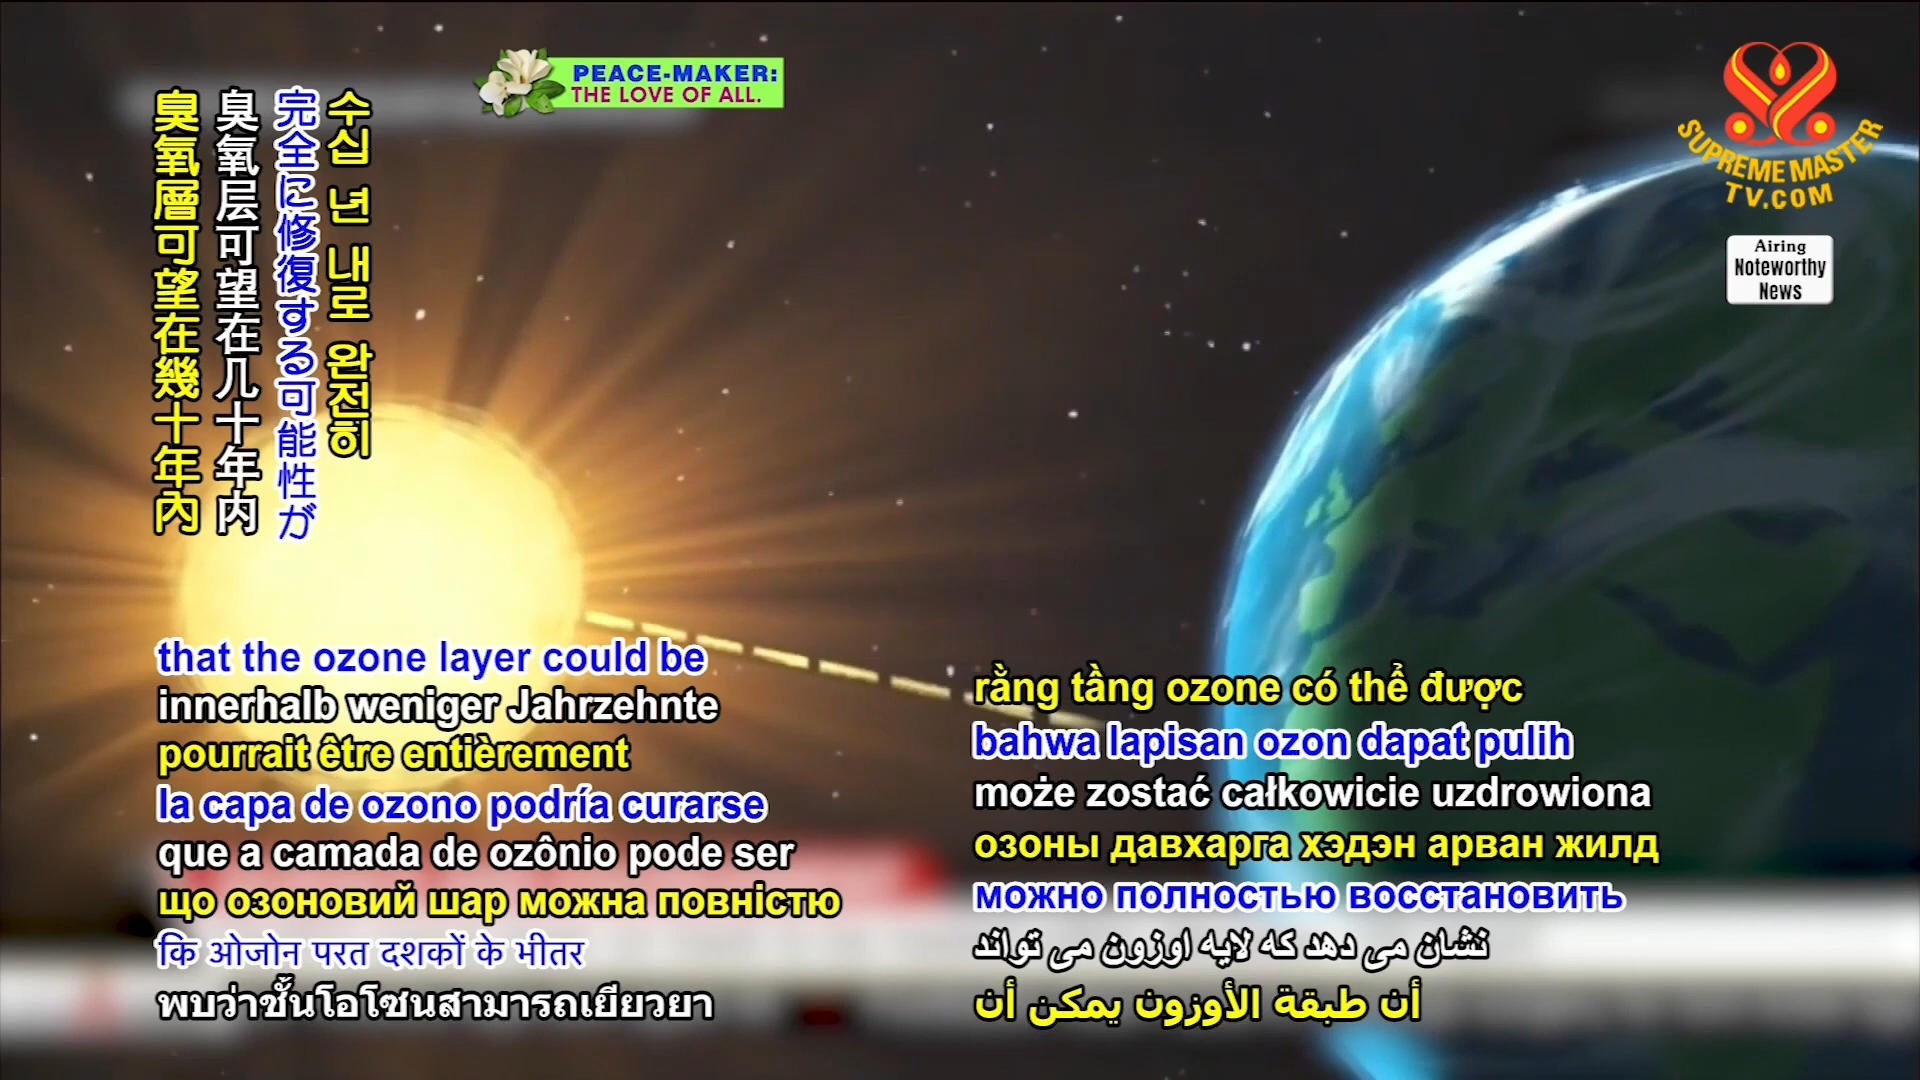 PEACE-MAKER:
THE LOVE OF ALL.
SUPREME MASTER
TV.COM
Airing
Noteworthy
News
수십 년 내로 완전히
完全に修復する可能性が
臭氧层可望在几十年内
臭氧層可望在幾十年內
that the ozone layer could be
innerhalb weniger Jahrzehnte
pourrait être entièrement
la capa de ozono podría curarse
que a camada de ozônio pode ser
що озоновий шар можна повністю
कि ओजोन परत दशकों के भीतर
พบว่าชั้นโอโซนสามารถเยียวยา
rằng tầng ozone có thể được
bahwa lapisan ozon dapat pulih
może zostać całkowicie uzdrowiona
озоны давхарга хэдэн арван жилд
можно полностью восстановить
نشان می دهد که لایه اوزون می تواند
أن طبقة الأوزون يمكن أن